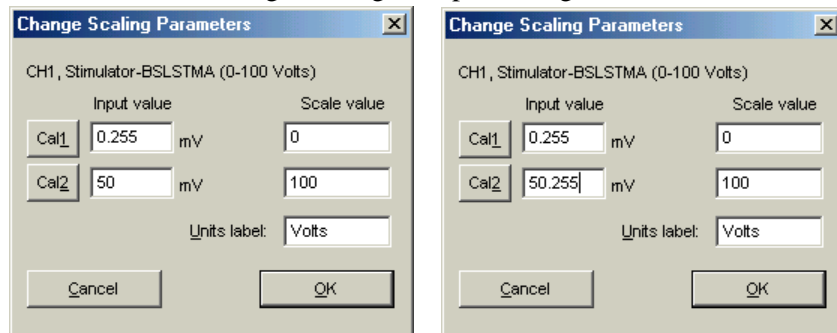 Change Scaling Parameters
CH1, Stimulator-BSLSTMA (0-100 Volts)
Input value Scale value
Cal1 0.255 mV 0
Cal2 50 mV 100
Units label: Volts
Cancel OK
Change Scaling Parameters
CH1, Stimulator-BSLSTMA (0-100 Volts)
Input value Scale value
Cal1 0.255 mV 0
Cal2 50.255 mV 100
Units label: Volts
Cancel OK